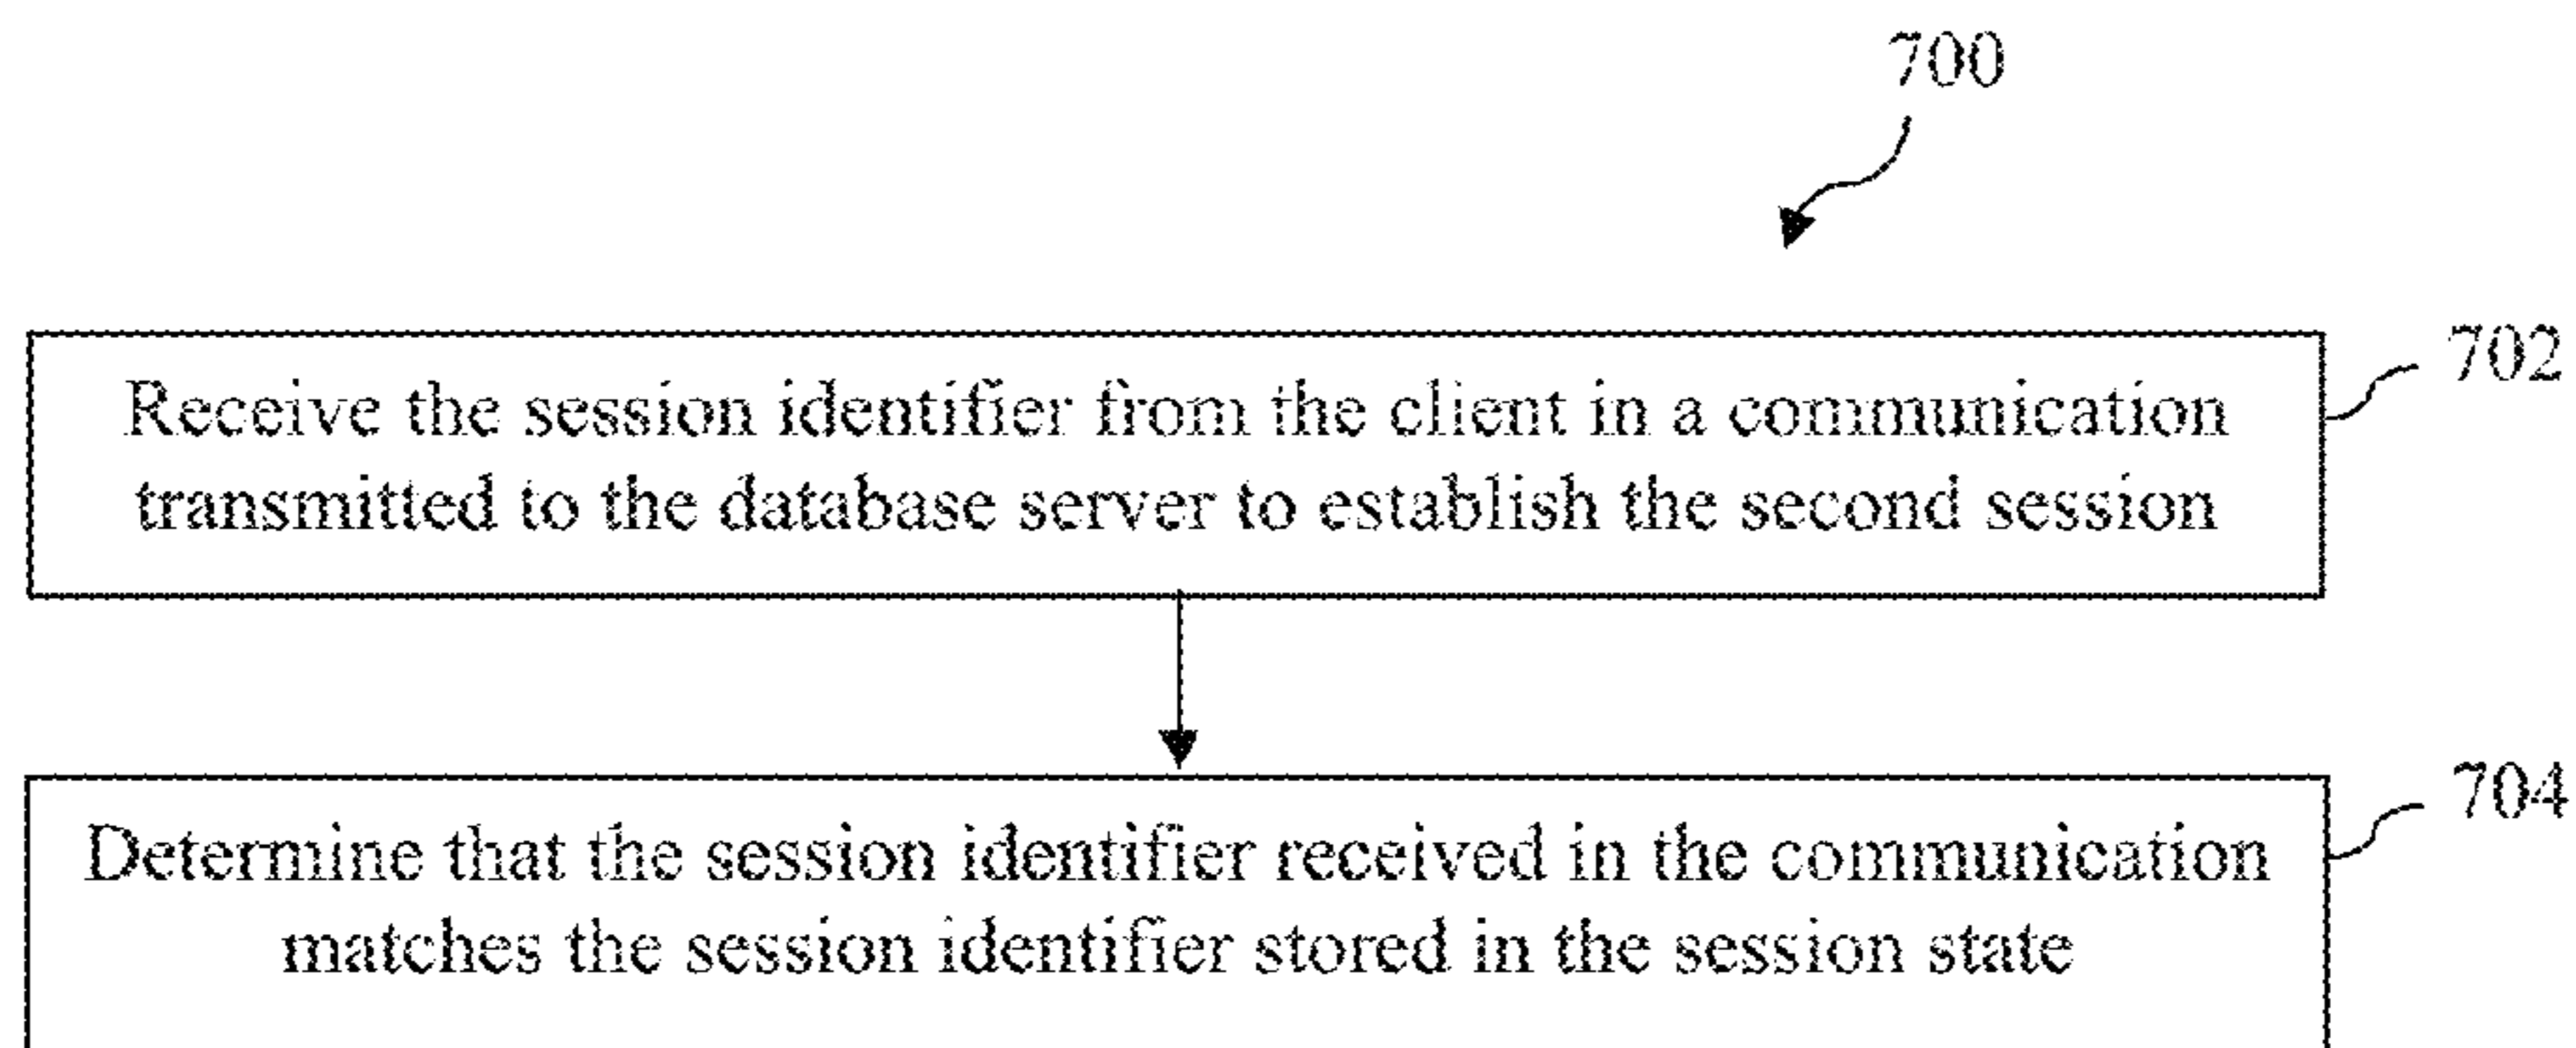 700
702
Receive the session identifier from the client in a communication
transmitted to the database server to establish the second session
704
Determine that the session identifier received in the communication
matches the session identifier stored in the session state